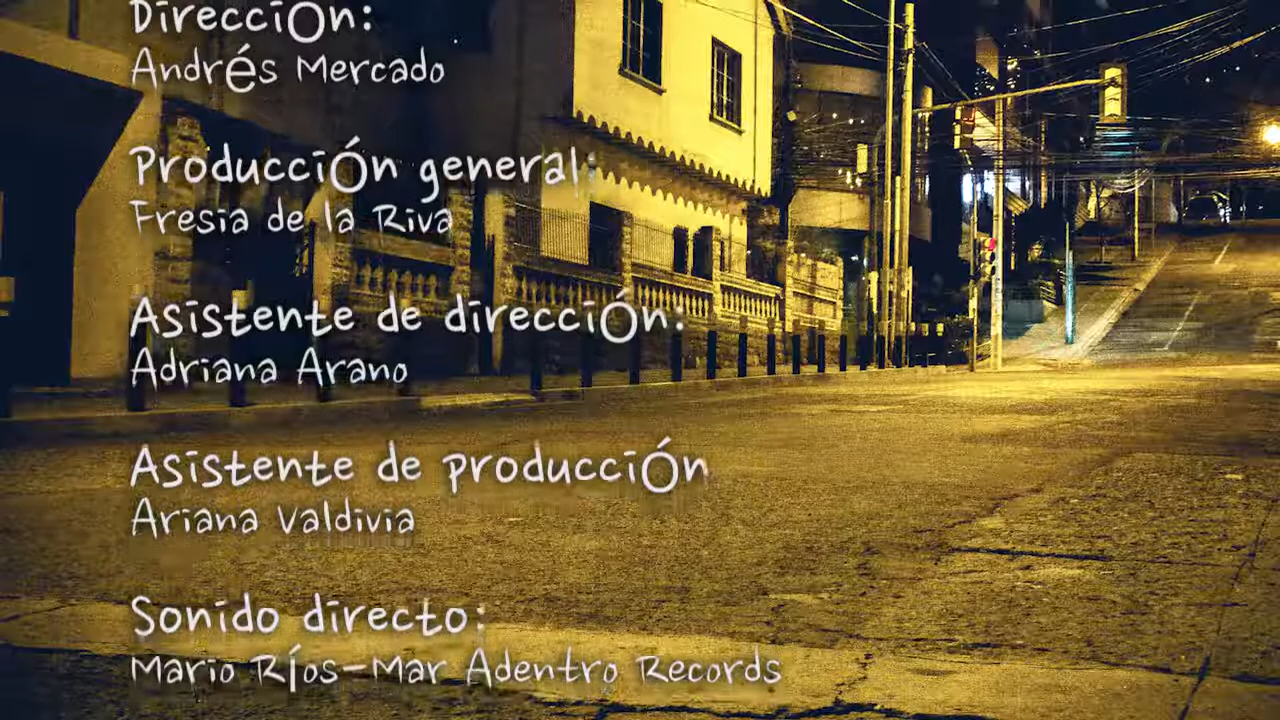 Dirección:
Andrés Mercado
Producción general:
Fresia de la Riva
Asistente de dirección:
Adriana Arano
Asistente de producción
Ariana Valdivia
Sonido directo:
Mario Ríos-Mar Adentro Records